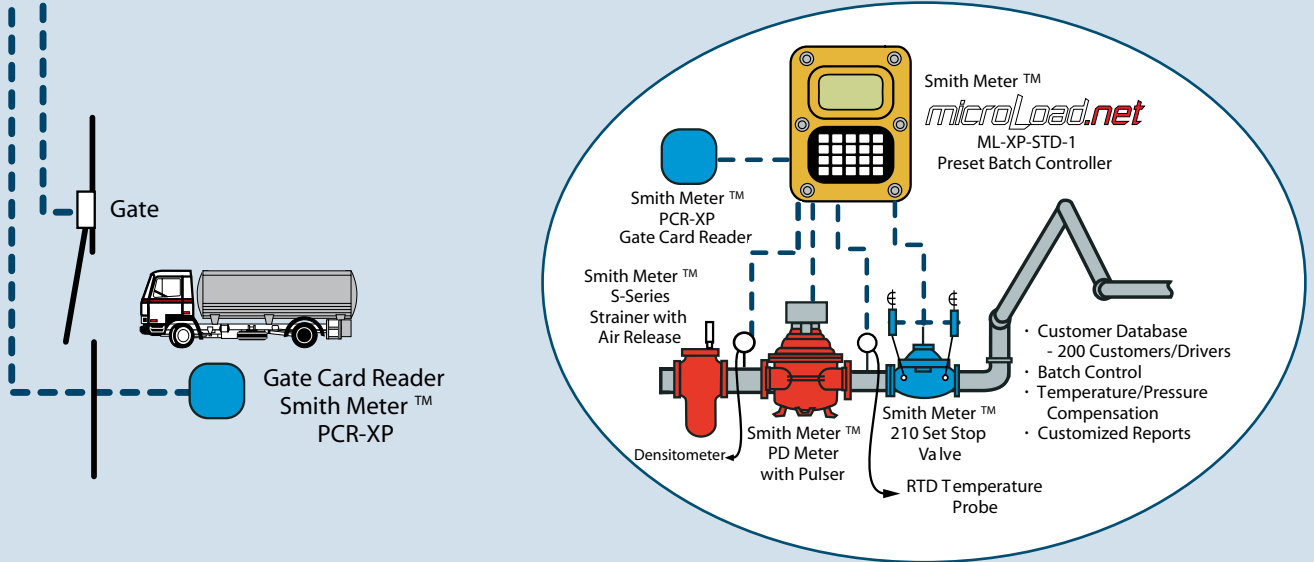 Gate
Gate Card Reader
Smith Meter ™
PCR-XP
Smith Meter ™
microLoad.net
ML-XP-STD-1
Preset Batch Controller
Smith Meter ™
PCR-XP
Gate Card Reader
Smith Meter ™
S-Series
Strainer with
Air Release
Densitometer
Smith Meter ™
PD Meter
with Pulser
Smith Meter ™
210 Set Stop
Valve
RTD Temperature
Probe
· Customer Database
- 200 Customers/Drivers
· Batch Control
· Temperature/Pressure
Compensation
· Customized Reports